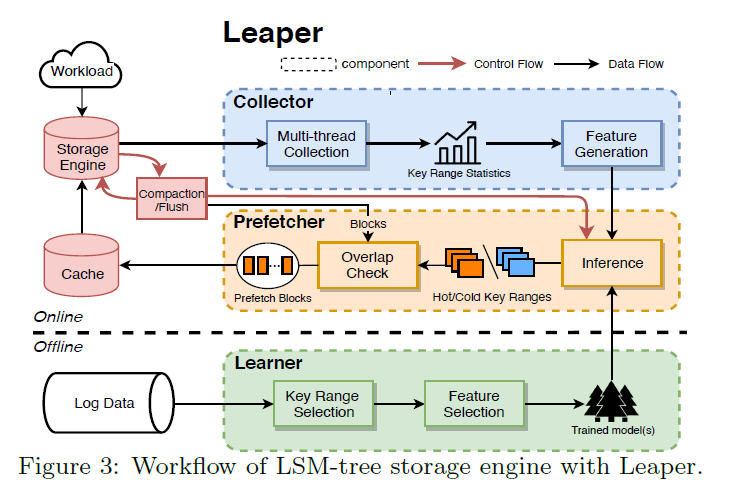 Leaper
component
Control Flow
Data Flow
Workload
Collector
Storage
Engine
Multi-thread
Collection
Key Range Statistics
Feature
Generation
Compaction
/Flush
Prefetcher
Blocks
Cache
Prefetch Blocks
Overlap
Check
Hot/Cold Key Ranges
Inference
Online
Offline
Learner
Log Data
Key Range
Selection
Feature
Selection
Trained model(s)
Figure 3: Workflow of LSM-tree storage engine with Leaper.